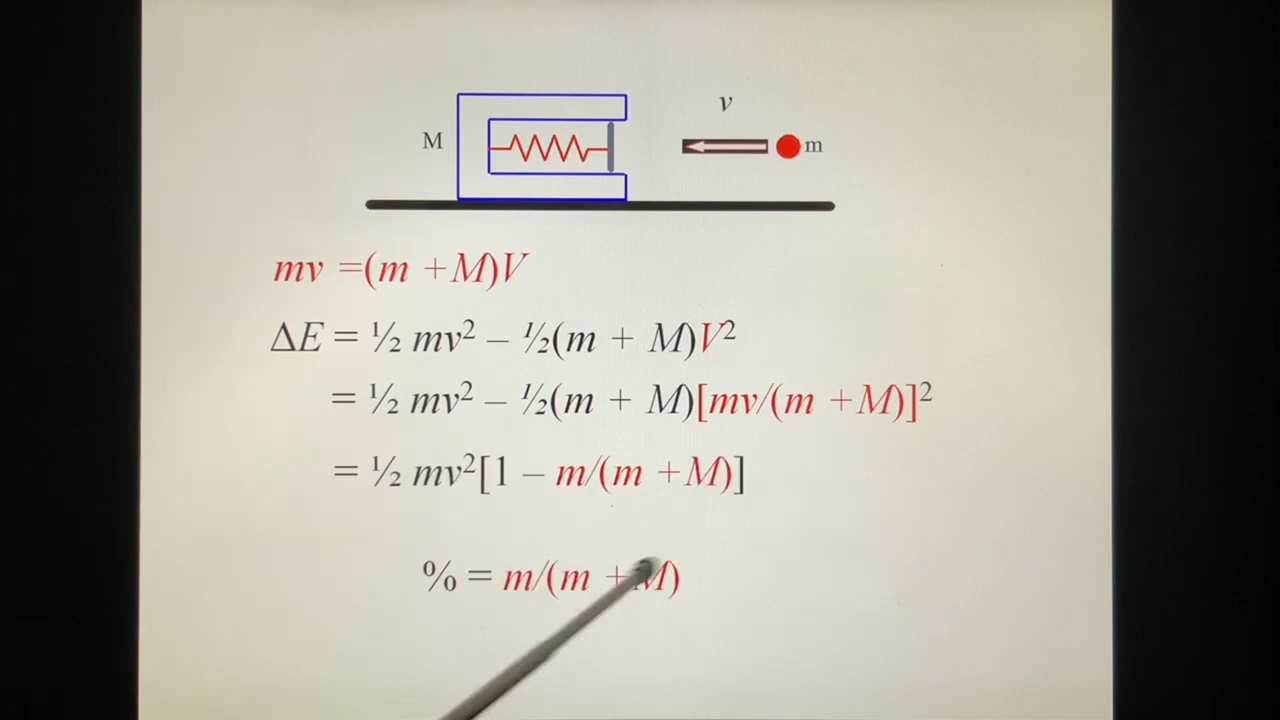 v
M
m
mv =(m +M)V
ΔE = ½ mv² – ½(m + M)V²
= ½ mv² – ½(m + M)[mv/(m +M)]²
= ½ mv²[1 – m/(m +M)]
% = m/(m +M)